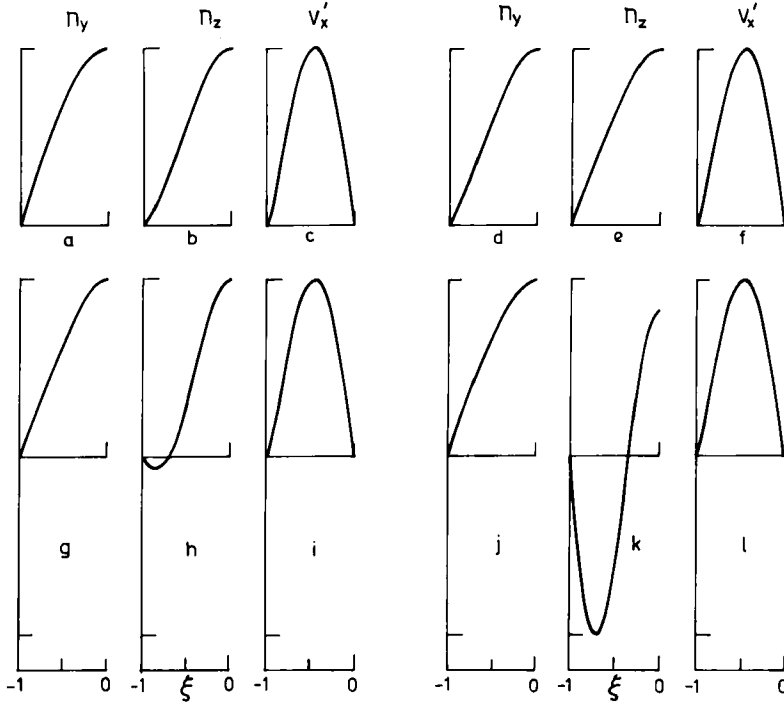 n_y n_z v_x' n_y n_z v_x'
a b c d e f
g h i j k l
-1 ξ 0 -1 ξ 0 -1 0 -1 0 -1 ξ 0 -1 0